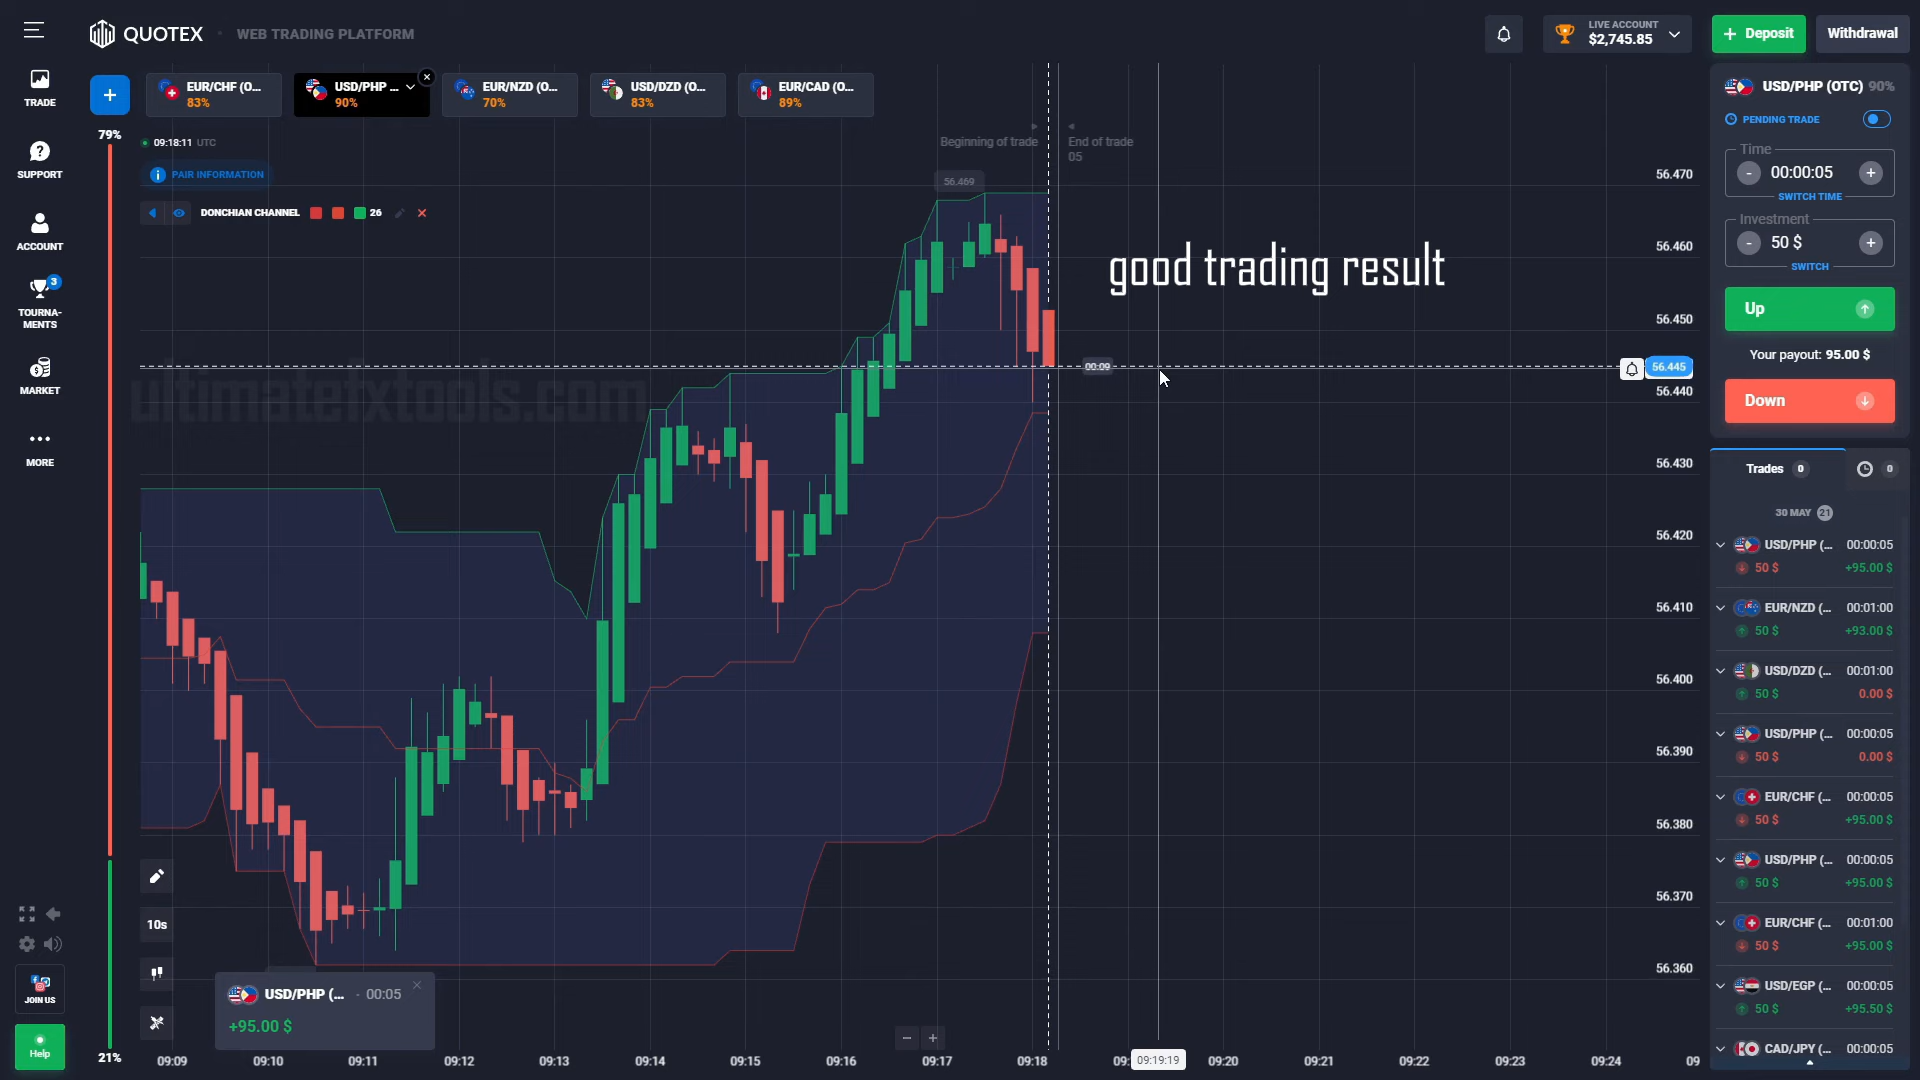 QUOTEX
WEB TRADING PLATFORM
LIVE ACCOUNT
$2,745.85
Deposit
Withdrawal
TRADE
SUPPORT
ACCOUNT
3
TOURNA-
MENTS
MARKET
MORE
JOIN US
Help
+
EUR/CHF (O...
83%
USD/PHP ...
90%
EUR/NZD (O...
70%
USD/DZD (O...
83%
EUR/CAD (O...
89%
79%
21%
09:18:11 UTC
PAIR INFORMATION
DONCHIAN CHANNEL 26
Beginning of trade
End of trade
05
56.469
good trading result
ultimatefxtools.com
00:09
56.470
56.460
56.450
56.445
56.440
56.430
56.420
56.410
56.400
56.390
56.380
56.370
56.360
10s
USD/PHP (... - 00:05
+95.00 $
09:09 09:10 09:11 09:12 09:13 09:14 09:15 09:16 09:17 09:18 09: 09:19:19 09:20 09:21 09:22 09:23 09:24 09
USD/PHP (OTC) 90%
PENDING TRADE
Time
- 00:00:05 +
SWITCH TIME
Investment
- 50 $ +
SWITCH
Up
Your payout: 95.00 $
Down
Trades 0
0
30 MAY 21
USD/PHP (... 00:00:05
50 $ +95.00 $
EUR/NZD (... 00:01:00
50 $ +93.00 $
USD/DZD (... 00:01:00
50 $ 0.00 $
USD/PHP (... 00:00:05
50 $ 0.00 $
EUR/CHF (... 00:00:05
50 $ +95.00 $
USD/PHP (... 00:00:05
50 $ +95.00 $
EUR/CHF (... 00:01:00
50 $ +95.00 $
USD/EGP (... 00:00:05
50 $ +95.50 $
CAD/JPY (... 00:00:05